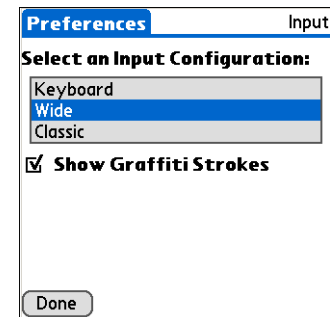 Preferences Input
Select an Input Configuration:
Keyboard
Wide
Classic
Show Graffiti Strokes
Done